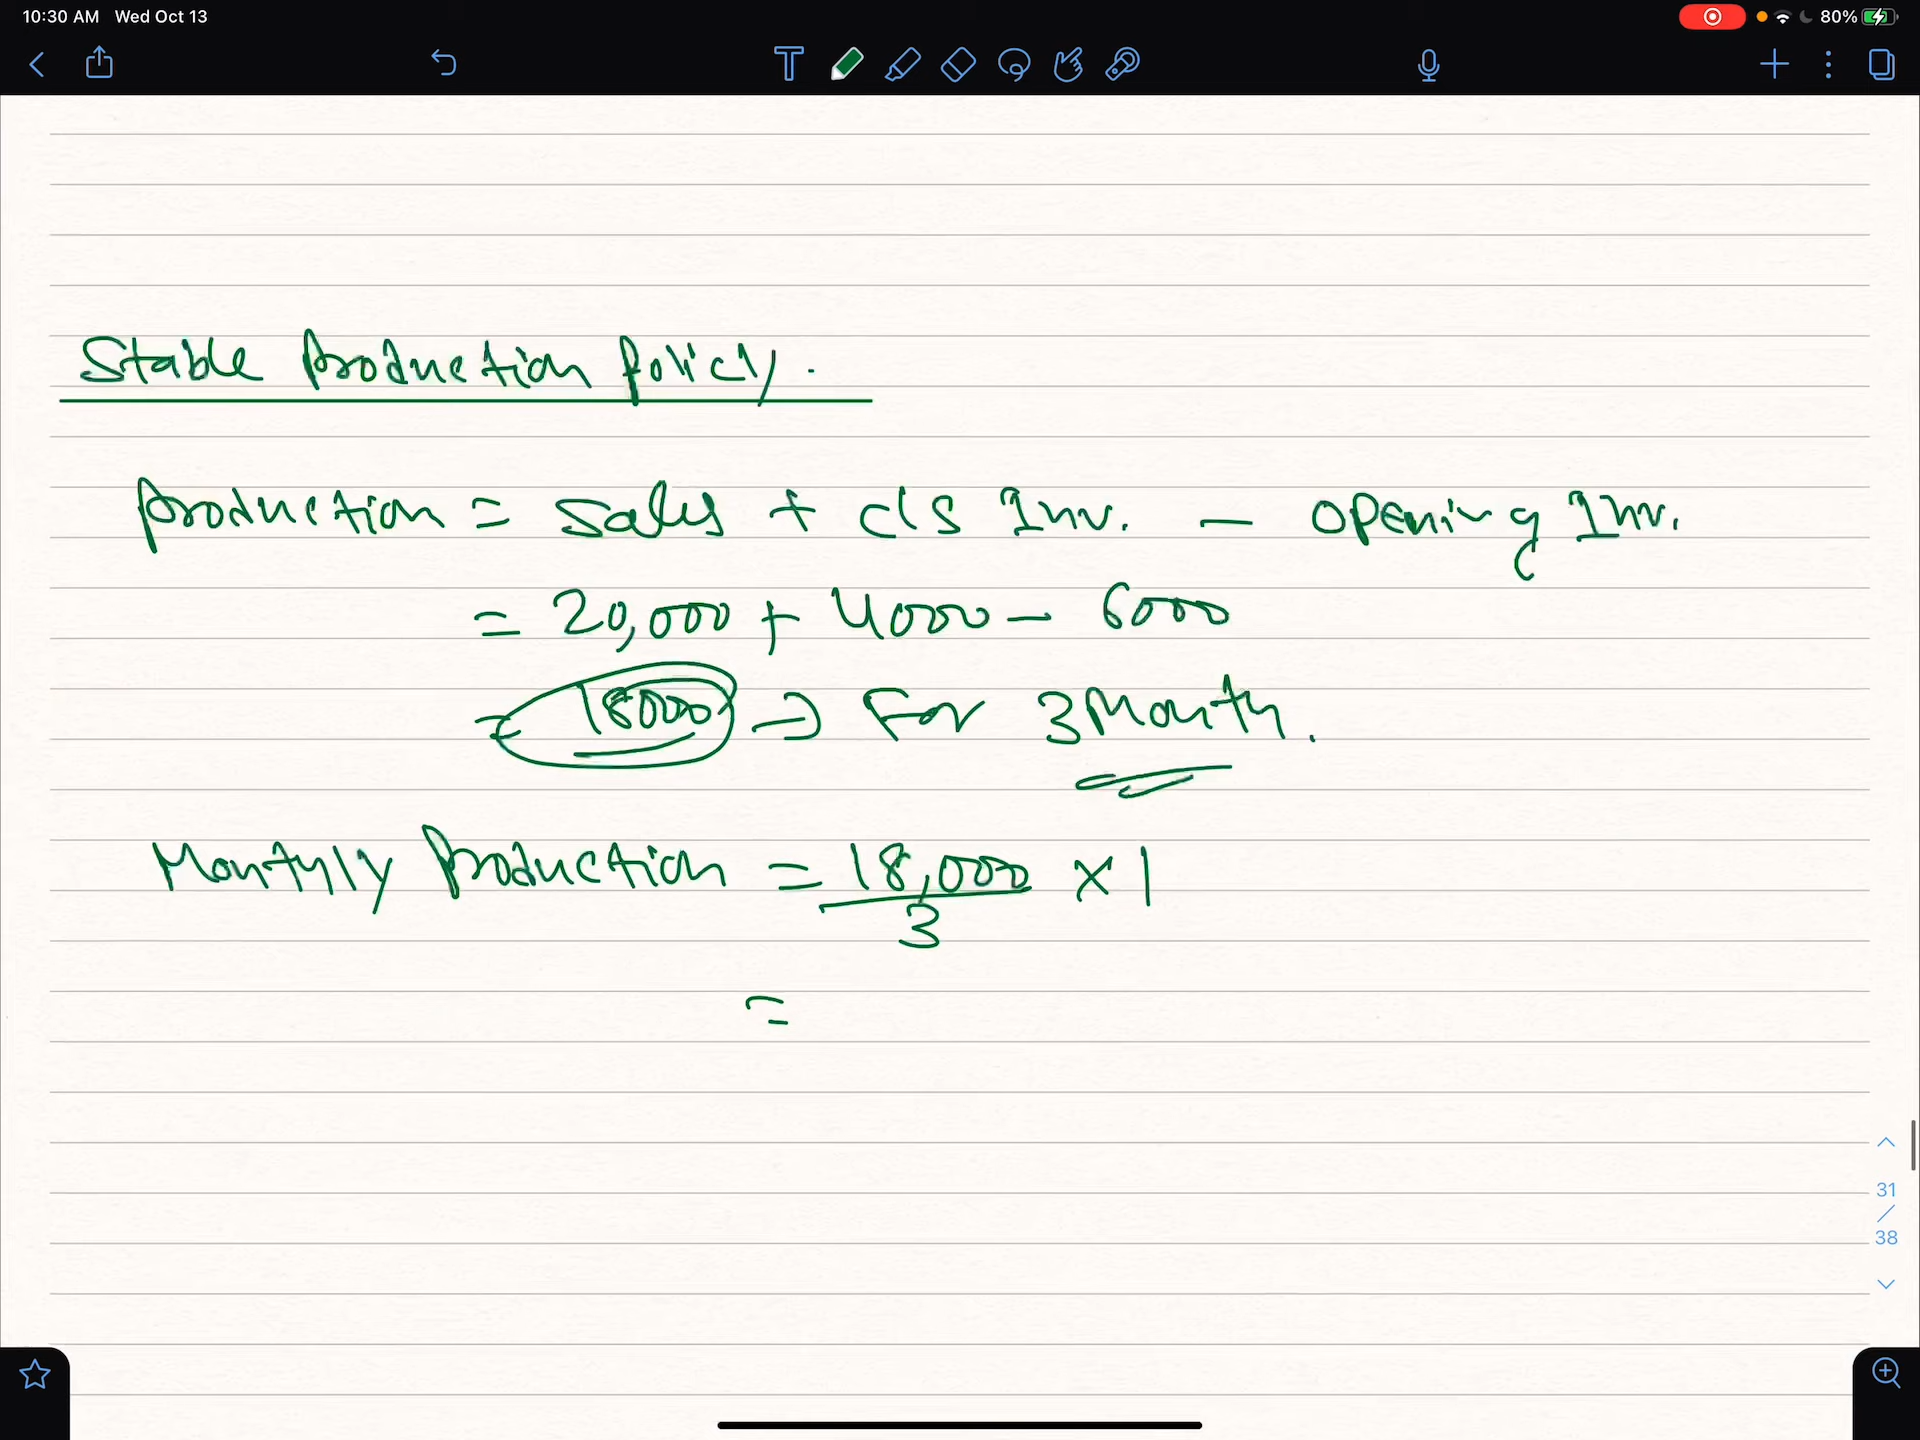 10:30 AM Wed Oct 13
80%
Stable Production Policy.
Production = Sales + cls Inv. - Opening Inv.
= 20,000 + 4000 - 6000
= 18000 → For 3 Month.
Monthly Production = 18,000 × 1
3
=
31
/
38